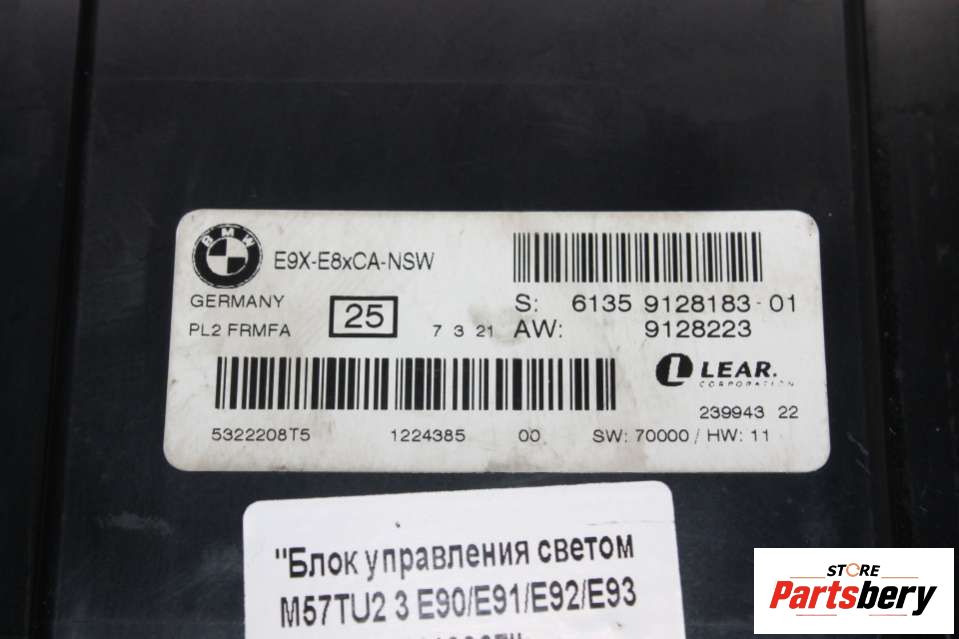 BMW
E9X-E8xCA-NSW
GERMANY
PL2 FRMFA
25
7 3 21
S: 6135 9128183-01
AW: 9128223
LEAR.
CORPORATION
239943 22
5322208T5 1224385 00 SW: 70000 / HW: 11
"Блок управления светом
M57TU2 3 E90/E91/E92/E93
STORE
Partsbery